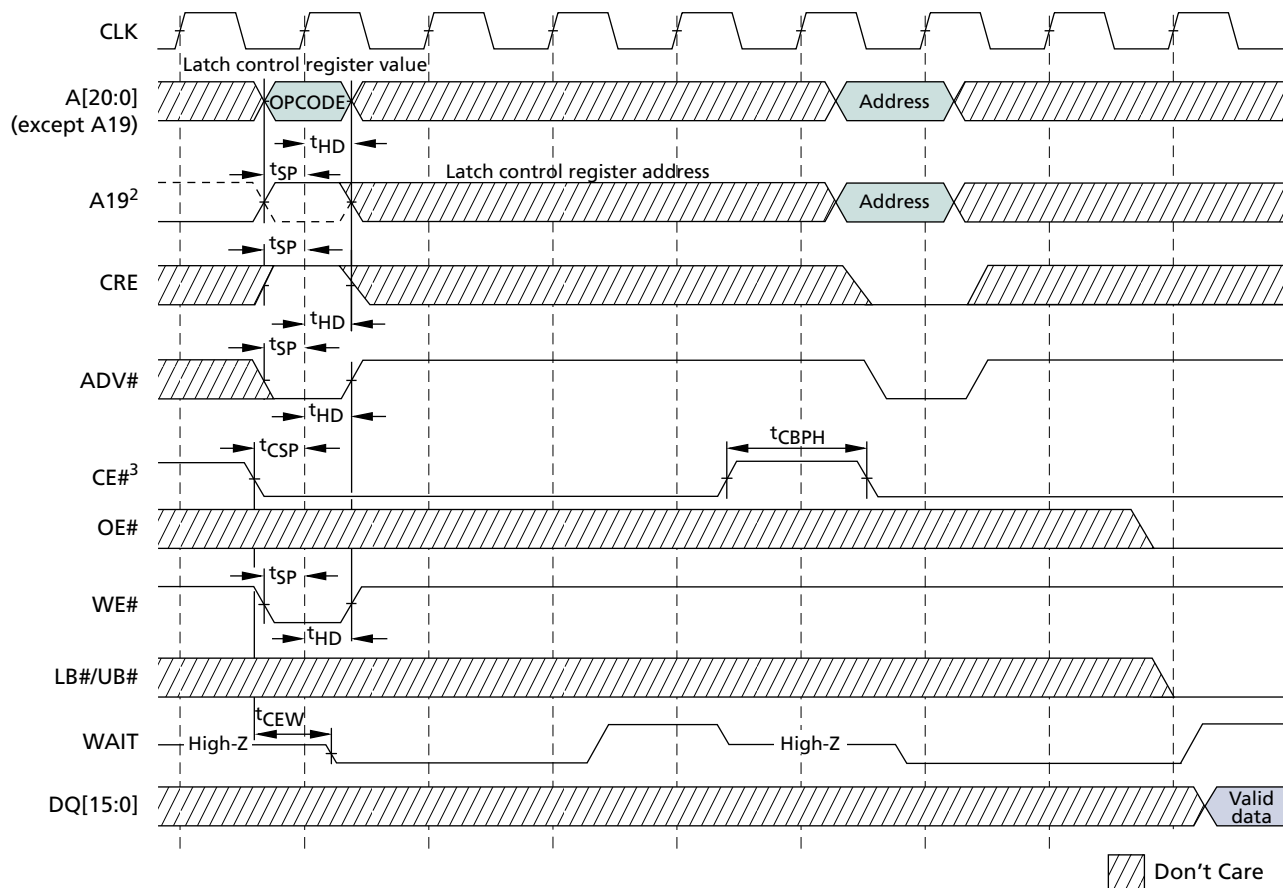 CLK
Latch control register value
A[20:0]
(except A19)
OPCODE
Address
tHD
tSP
Latch control register address
A19²
Address
tSP
CRE
tHD
tSP
ADV#
tHD
tCSP
tCBPH
CE#³
OE#
tSP
WE#
tHD
LB#/UB#
tCEW
WAIT
High-Z
High-Z
DQ[15:0]
Valid
data
Don't Care